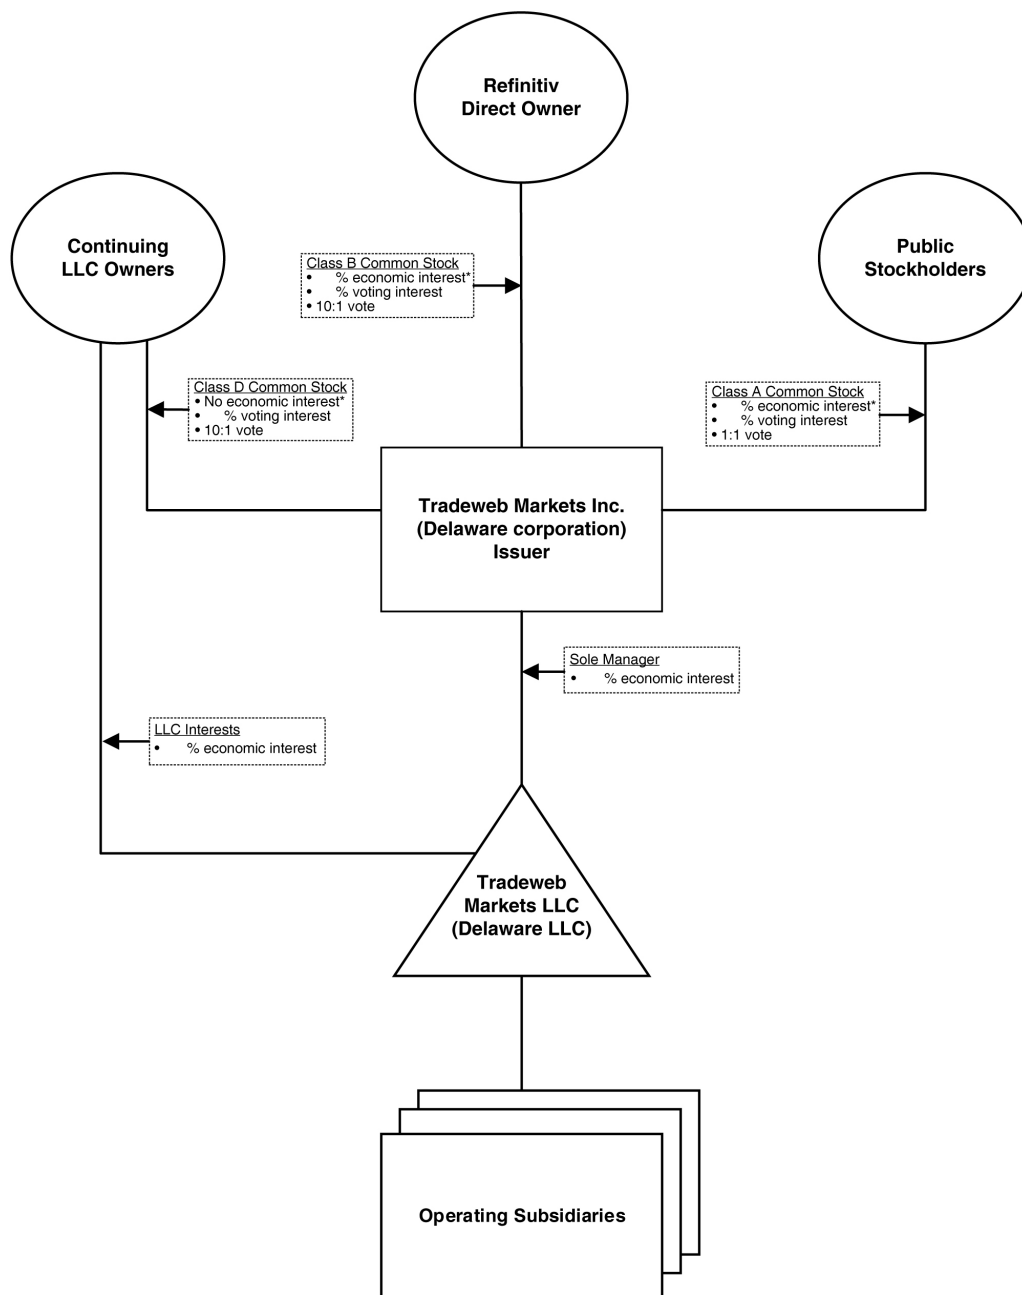 Refinitiv
Direct Owner
Continuing
LLC Owners
Public
Stockholders
Class B Common Stock
• % economic interest*
• % voting interest
• 10:1 vote
Class D Common Stock
• No economic interest*
• % voting interest
• 10:1 vote
Class A Common Stock
• % economic interest*
• % voting interest
• 1:1 vote
Tradeweb Markets Inc.
(Delaware corporation)
Issuer
Sole Manager
• % economic interest
LLC Interests
• % economic interest
Tradeweb
Markets LLC
(Delaware LLC)
Operating Subsidiaries